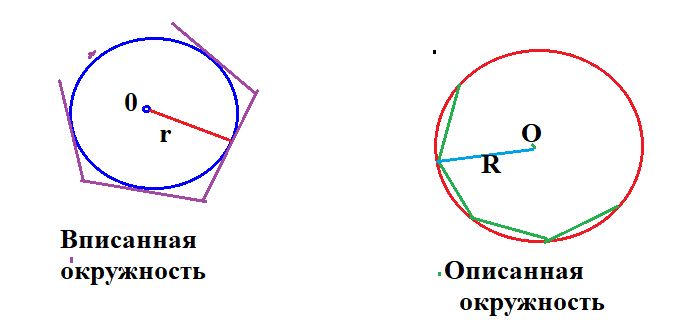 0
r
Вписанная
окружность
О
R
Описанная
окружность